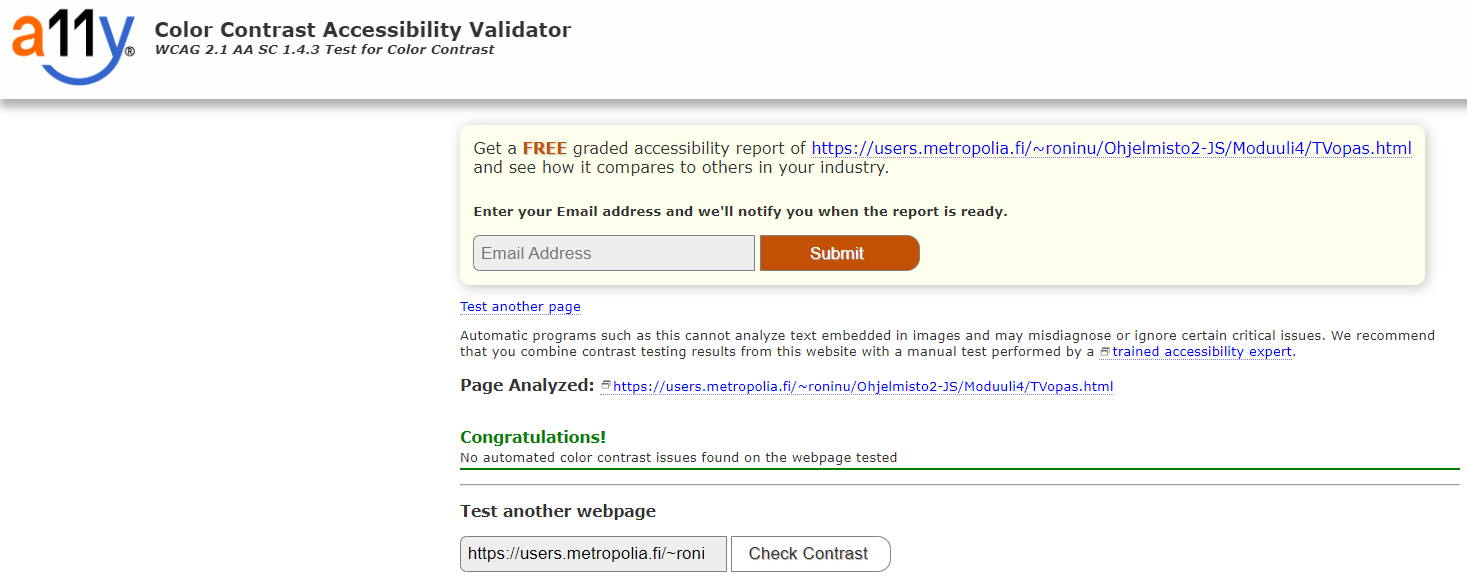 a11y®
Color Contrast Accessibility Validator
WCAG 2.1 AA SC 1.4.3 Test for Color Contrast
Get a FREE graded accessibility report of https://users.metropolia.fi/~roninu/Ohjelmisto2-JS/Moduuli4/TVopas.html
and see how it compares to others in your industry.
Enter your Email address and we'll notify you when the report is ready.
Email Address
Submit
Test another page
Automatic programs such as this cannot analyze text embedded in images and may misdiagnose or ignore certain critical issues. We recommend
that you combine contrast testing results from this website with a manual test performed by a trained accessibility expert.
Page Analyzed: https://users.metropolia.fi/~roninu/Ohjelmisto2-JS/Moduuli4/TVopas.html
Congratulations!
No automated color contrast issues found on the webpage tested
Test another webpage
https://users.metropolia.fi/~roni
Check Contrast